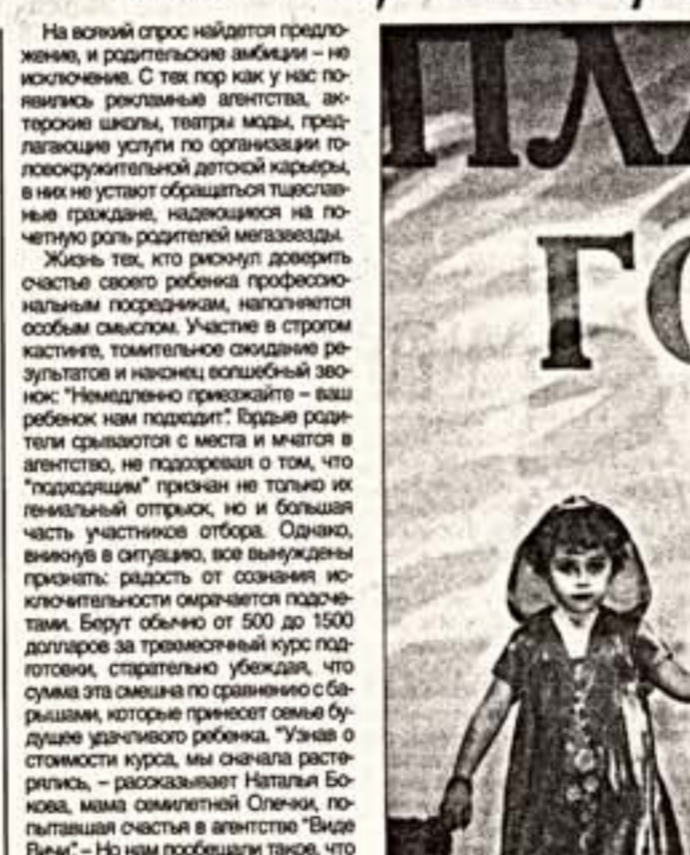 На всякий спрос найдется предло-
жение, и родительские амбиции – не
исключение. С тех пор как у нас по-
явились рекламные агентства, ак-
терские школы, театры моды, пред-
лагающие услуги по организации го-
ловокружительной детской карьеры,
в них не устают обращаться тщеслав-
ные граждане, надеющиеся на по-
четную роль родителей мегазвезды.
Жизнь тех, кто рискнул доверить
счастье своего ребенка профессио-
нальным посредникам, наполняется
особым смыслом. Участие в строгом
кастинге, томительное ожидание ре-
зультатов и наконец волшебный зво-
нок: "Немедленно приезжайте – ваш
ребенок нам подходит". Гордые роди-
тели срываются с места и мчатся в
агентство, не подозревая о том, что
"подходящим" признан не только их
гениальный отпрыск, но и большая
часть участников отбора. Однако,
вникнув в ситуацию, все вынуждены
признать: радость от сознания ис-
ключительности омрачается подсче-
тами. Берут обычно от 500 до 1500
долларов за трехмесячный курс под-
готовки, старательно убеждая, что
сумма эта смешна по сравнению с ба-
рышами, которые принесет семье бу-
дущее удачливого ребенка. "Узнав о
стоимости курса, мы сначала расте-
рялись, – рассказывает Наталья Бо-
кова, мама семилетней Олечки, по-
пытавшая счастья в агентстве "Виде
Вичи". – Но нам пообещали такое, что
ПЛ
ГО